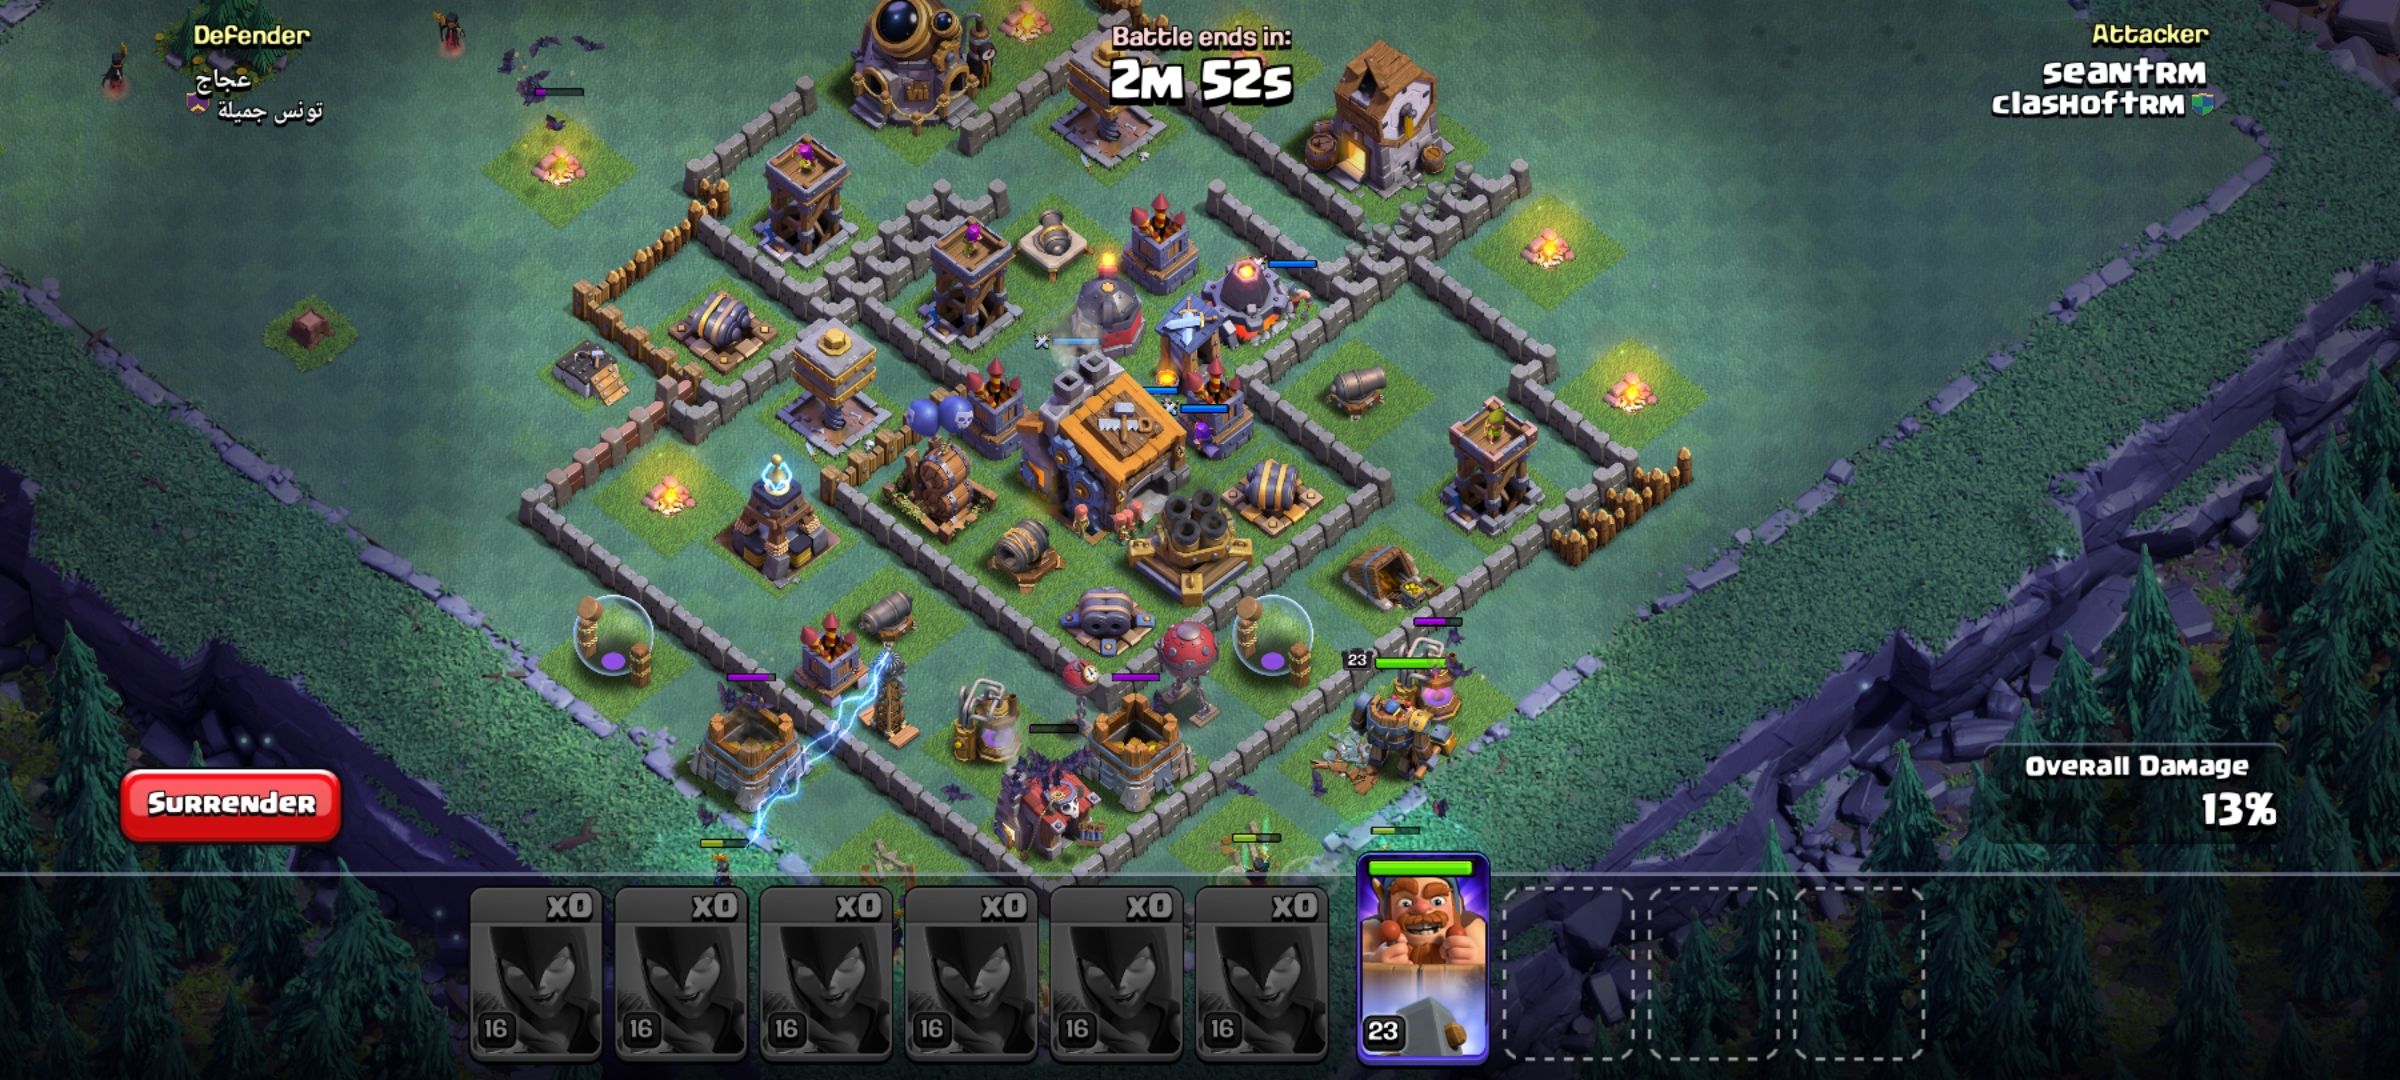 Defender
عجاج
تونس جميلة
Battle ends in:
2M 52s
Attacker
seantRM
clashoftRM
23
Surrender
Overall Damage
13%
x0
x0
x0
x0
x0
x0
16
16
16
16
16
16
23